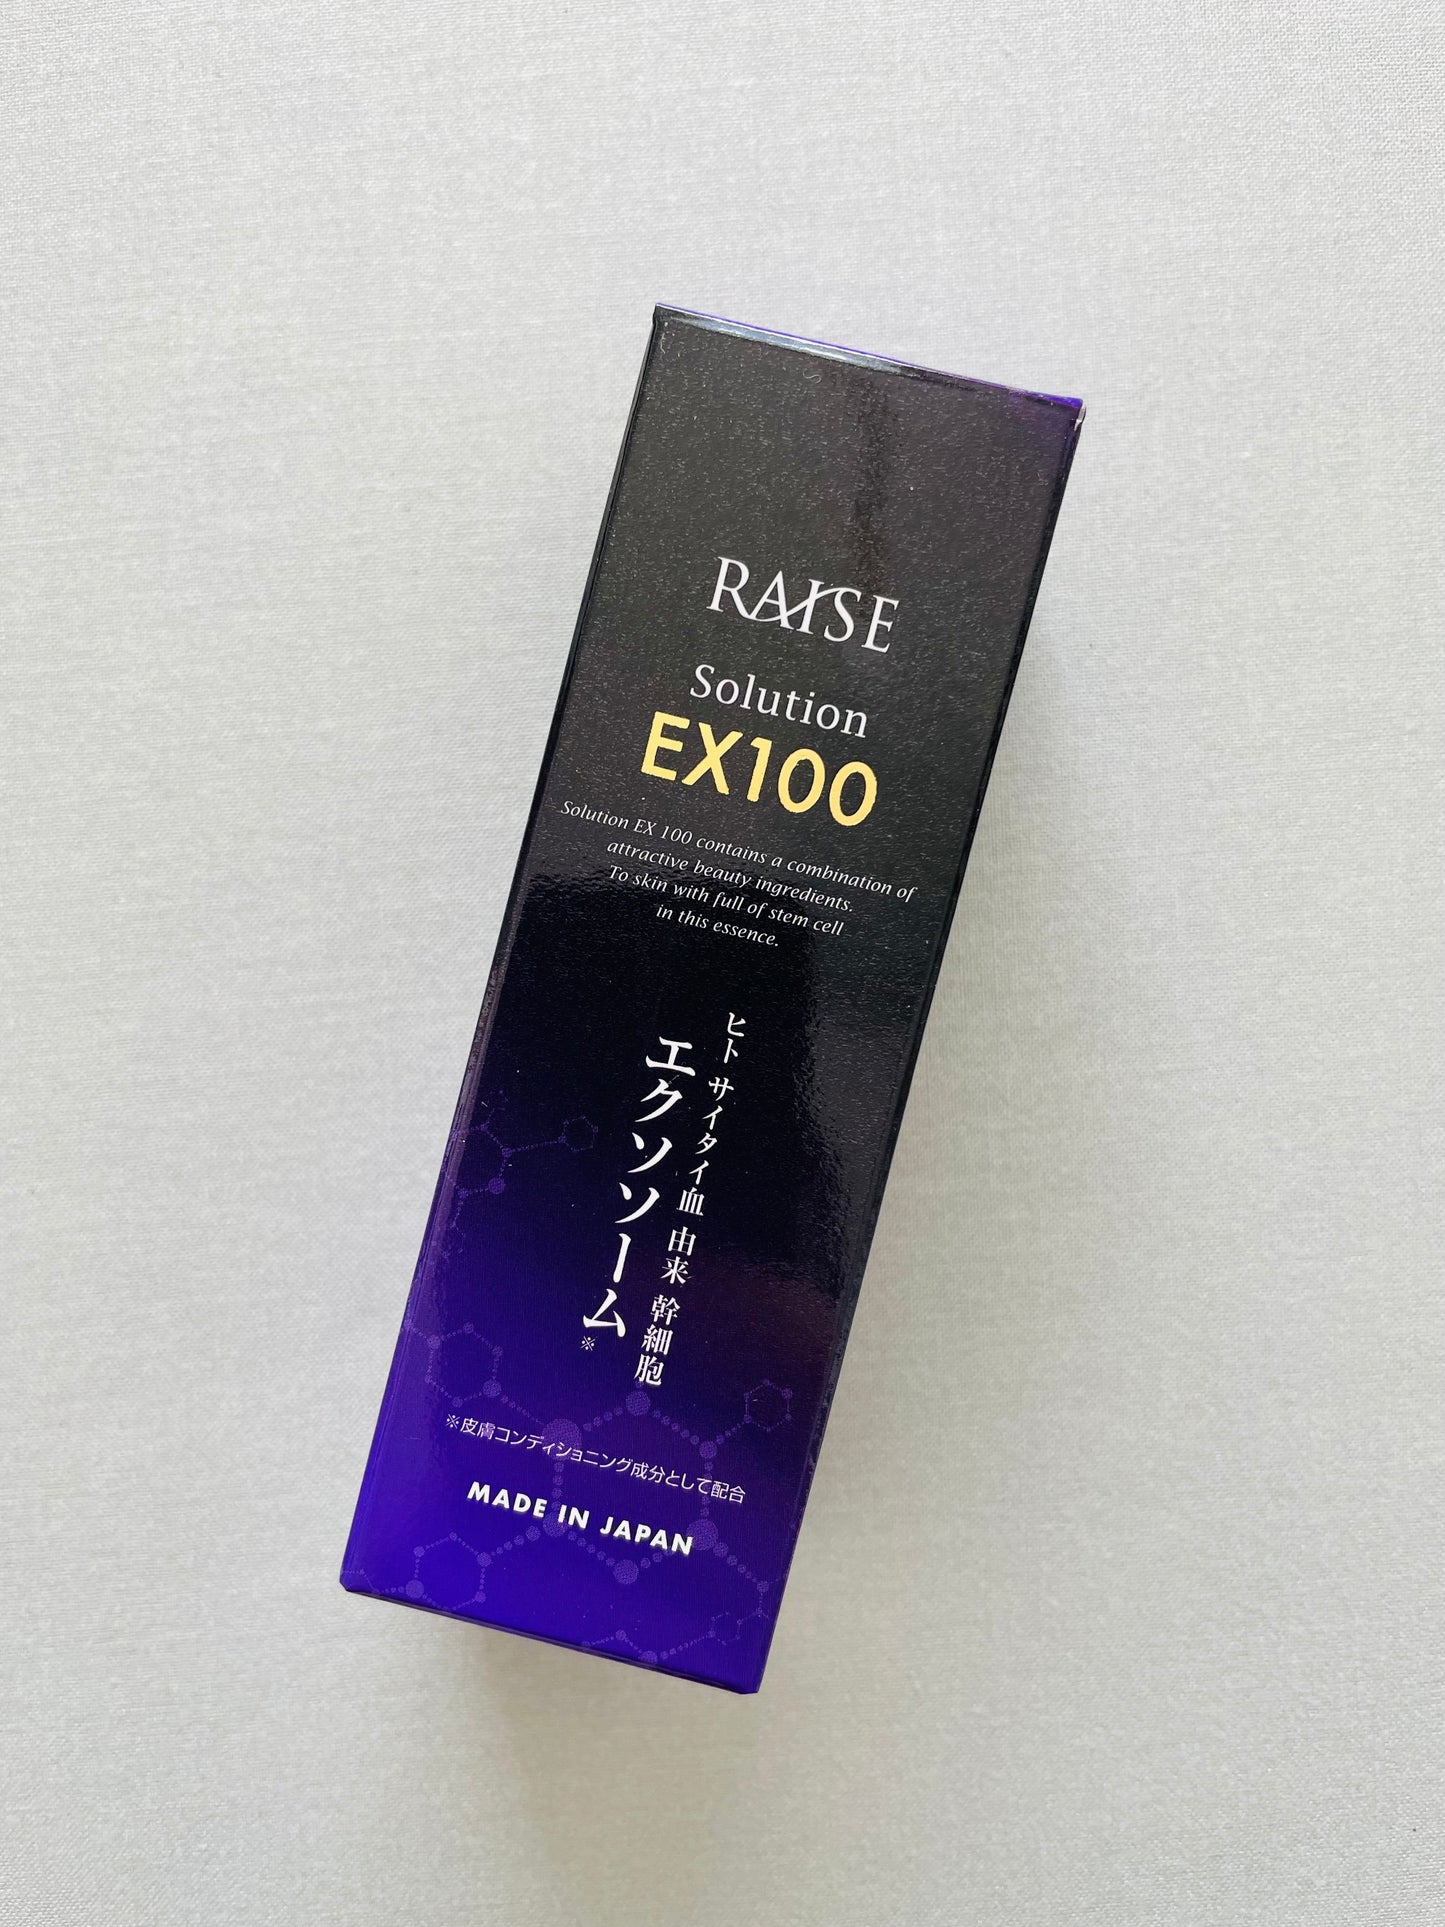 RAISE
Solution
EX100
Solution EX 100 contains a combination of
attractive beauty ingredients.
To skin with full of stem cell
in this essence.
ヒト サイタイ血 由来 幹細胞
エクソソーム※
※皮膚コンディショニング成分として配合
MADE IN JAPAN